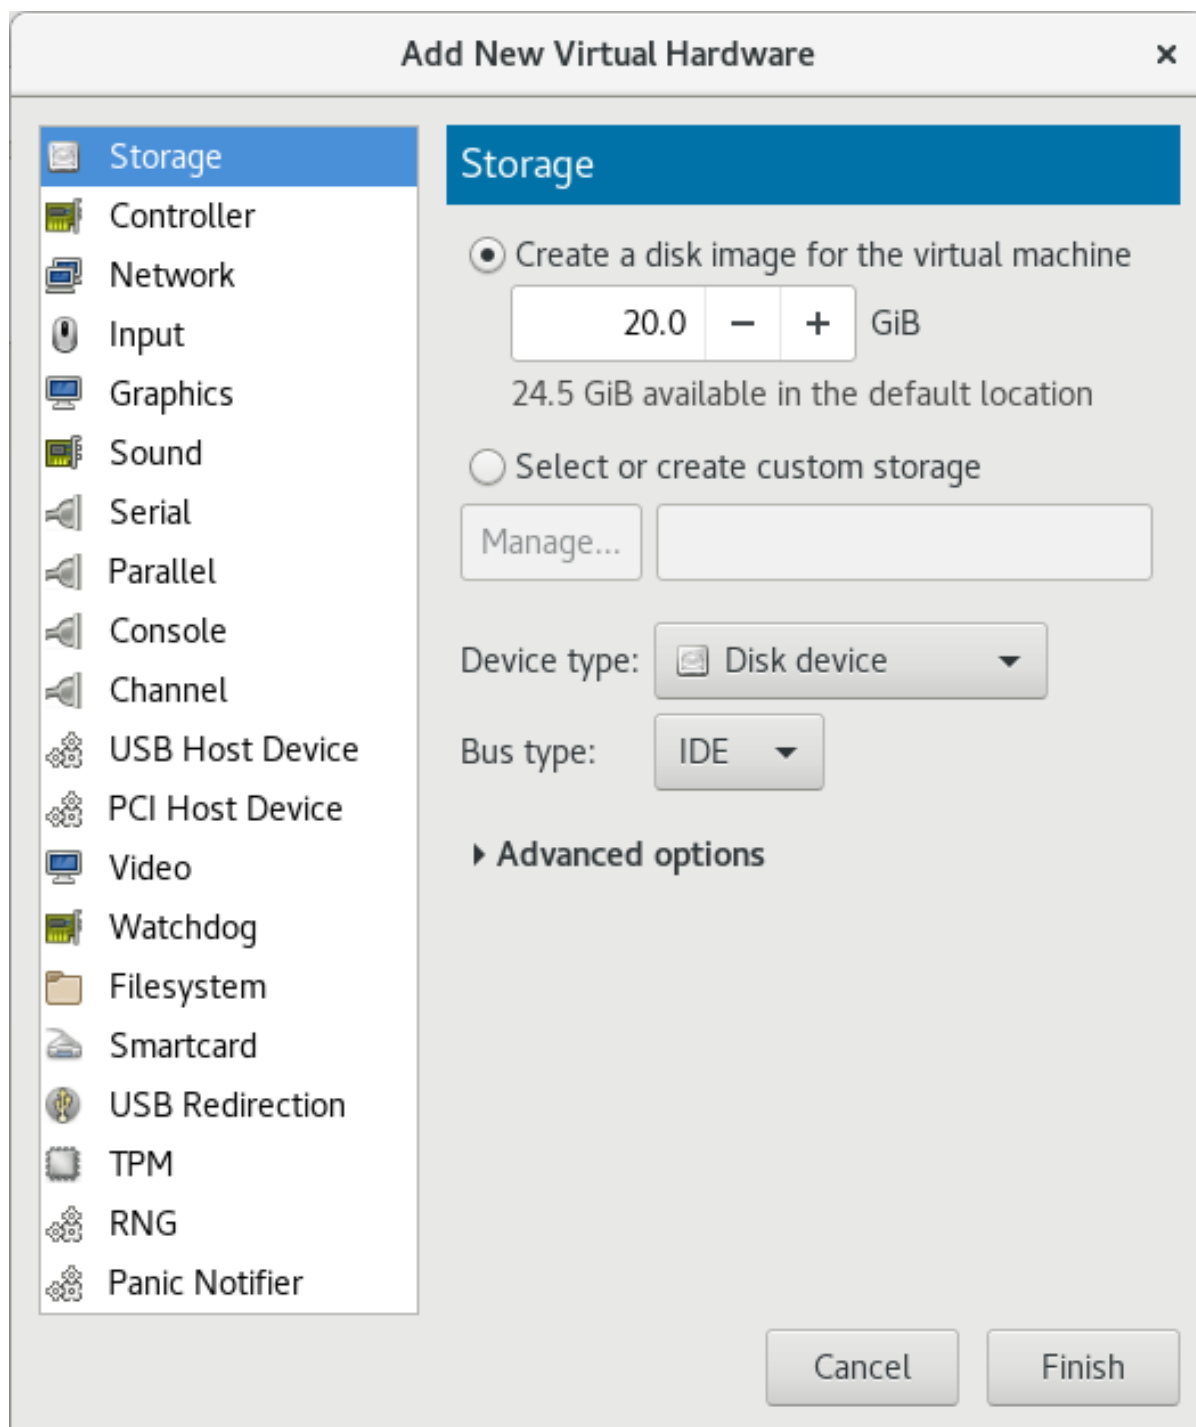 Add New Virtual Hardware
Storage
Controller
Network
Input
Graphics
Sound
Serial
Parallel
Console
Channel
USB Host Device
PCI Host Device
Video
Watchdog
Filesystem
Smartcard
USB Redirection
TPM
RNG
Panic Notifier
Storage
Create a disk image for the virtual machine
20.0 − + GiB
24.5 GiB available in the default location
Select or create custom storage
Manage...
Device type: Disk device
Bus type: IDE
Advanced options
Cancel Finish